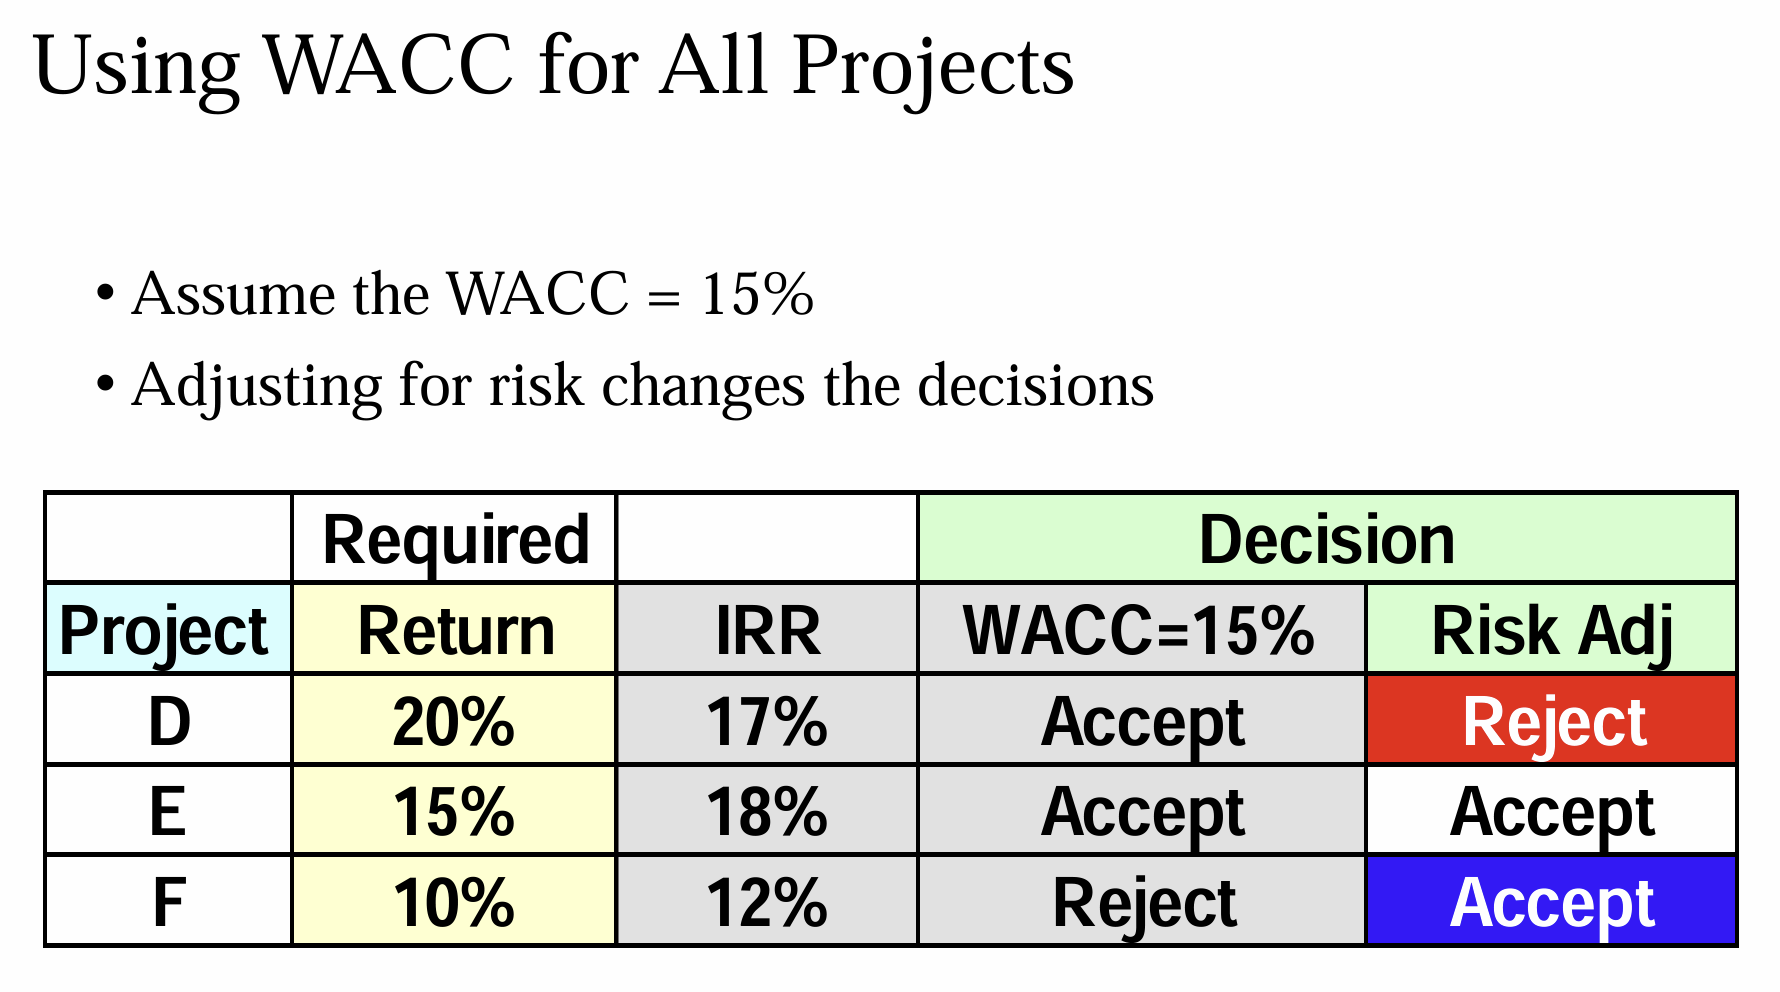 Using WACC for All Projects
• Assume the WACC = 15%
• Adjusting for risk changes the decisions
Required Decision
Project Return IRR WACC=15% Risk Adj
D 20% 17% Accept Reject
E 15% 18% Accept Accept
F 10% 12% Reject Accept